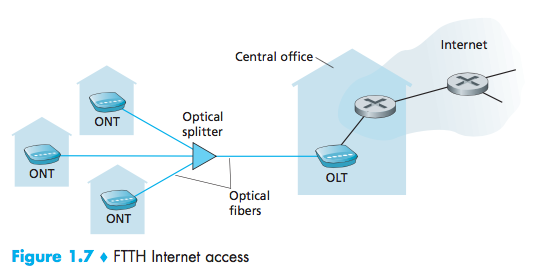 Internet
Central office
ONT
Optical
splitter
ONT
OLT
Optical
fibers
ONT
Figure 1.7 ♦ FTTH Internet access